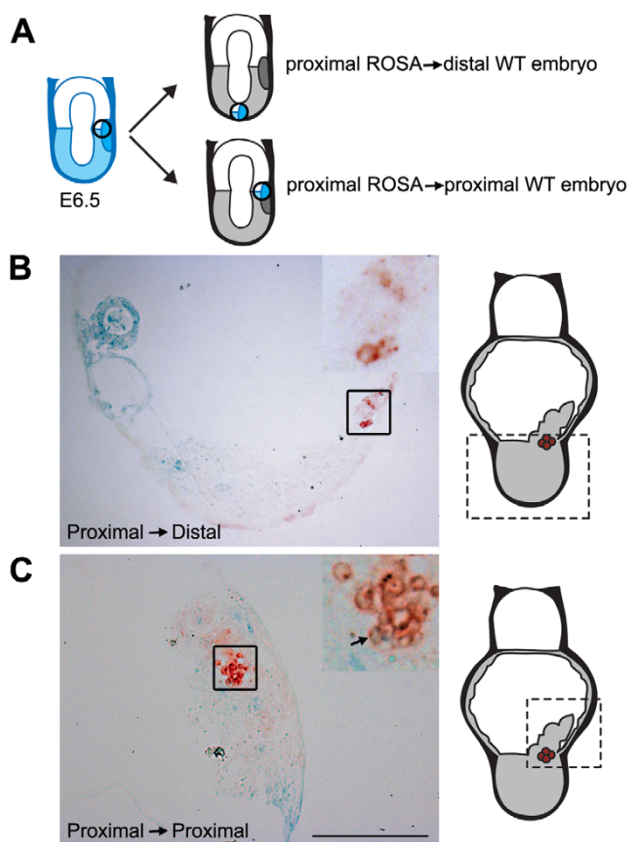 A
proximal ROSA→distal WT embryo
E6.5
proximal ROSA→proximal WT embryo
B
Proximal → Distal
C
Proximal → Proximal